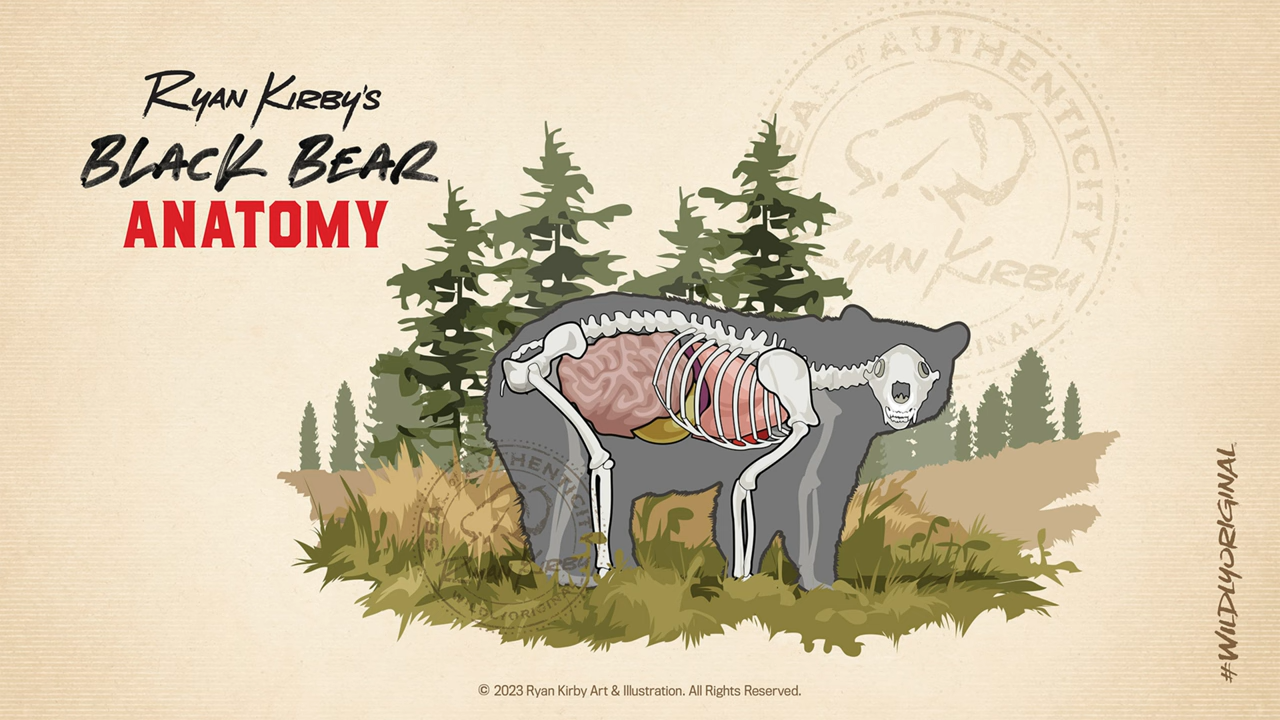 RYAN KIRBY'S
BLACK BEAR
ANATOMY
SEAL OF AUTHENTICITY
RYAN KIRBY
#WILDLYORIGINAL
© 2023 Ryan Kirby Art & Illustration. All Rights Reserved.